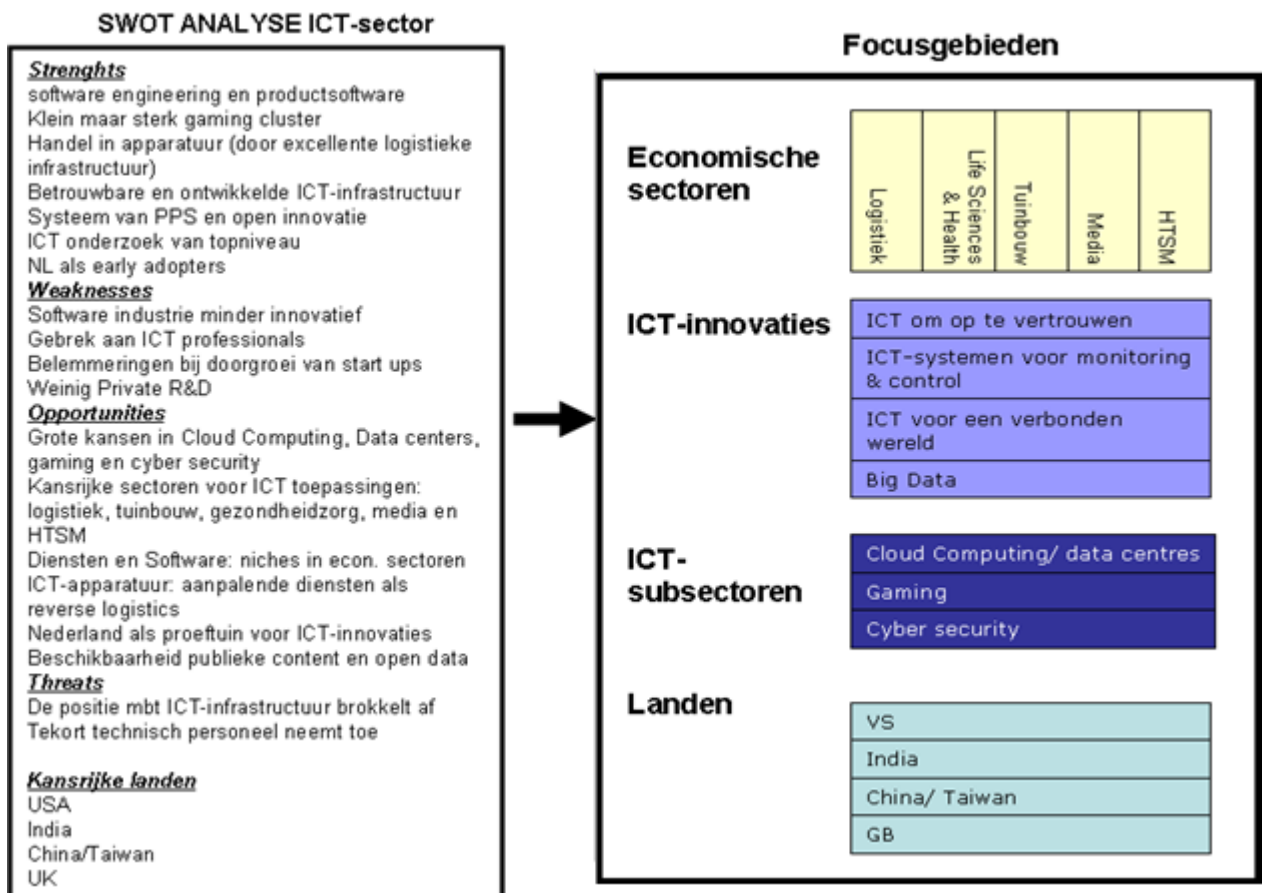 SWOT ANALYSE ICT-sector
Strenghts
software engineering en productsoftware
Klein maar sterk gaming cluster
Handel in apparatuur (door excellente logistieke
infrastructuur)
Betrouwbare en ontwikkelde ICT-infrastructuur
Systeem van PPS en open innovatie
ICT onderzoek van topniveau
NL als early adopters
Weaknesses
Software industrie minder innovatief
Gebrek aan ICT professionals
Belemmeringen bij doorgroei van start ups
Weinig Private R&D
Opportunities
Grote kansen in Cloud Computing, Data centers,
gaming en cyber security
Kansrijke sectoren voor ICT toepassingen:
logistiek, tuinbouw, gezondheidzorg, media en
HTSM
Diensten en Software: niches in econ. sectoren
ICT-apparatuur: aanpalende diensten als
reverse logistics
Nederland als proeftuin voor ICT-innovaties
Beschikbaarheid publieke content en open data
Threats
De positie mbt ICT-infrastructuur brokkelt af
Tekort technisch personeel neemt toe
Kansrijke landen
USA
India
China/Taiwan
UK
Focusgebieden
Economische
sectoren
Logistiek
Life Sciences
& Health
Tuinbouw
Media
HTSM
ICT-innovaties
ICT om op te vertrouwen
ICT-systemen voor monitoring
& control
ICT voor een verbonden
wereld
Big Data
ICT-
subsectoren
Cloud Computing/ data centres
Gaming
Cyber security
Landen
VS
India
China/ Taiwan
GB